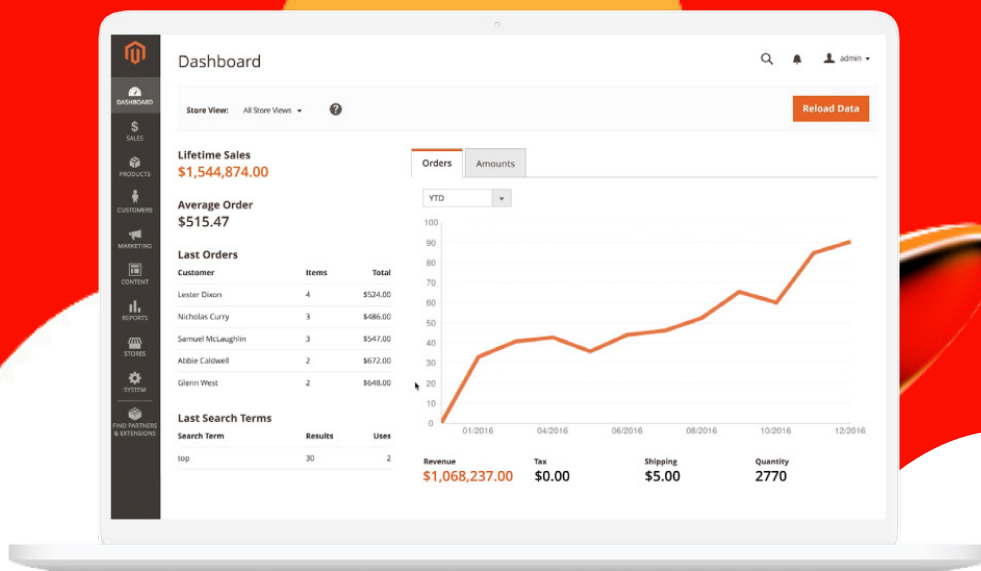 Dashboard
admin
Store View: All Store Views ?
Reload Data
DASHBOARD
$
SALES
PRODUCTS
CUSTOMERS
MARKETING
CONTENT
REPORTS
STORES
SYSTEM
FIND PARTNERS
& EXTENSIONS
Lifetime Sales
$1,544,874.00
Average Order
$515.47
Last Orders
Customer Items Total
Lester Dixon 4 $524.00
Nicholas Curry 3 $486.00
Samuel McLaughlin 3 $547.00
Abbie Caldwell 2 $672.00
Glenn West 2 $648.00
Last Search Terms
Search Term Results Uses
top 30 2
Orders Amounts
YTD
100
90
80
70
60
50
40
30
20
10
0
01/2016 04/2016 06/2016 08/2016 10/2016 12/2016
Revenue Tax Shipping Quantity
$1,068,237.00 $0.00 $5.00 2770